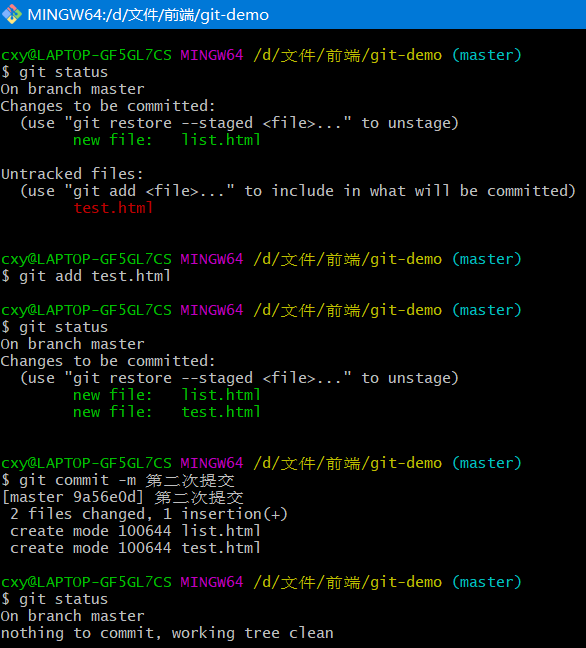 MINGW64:/d/文件/前端/git-demo
cxy@LAPTOP-GF5GL7CS MINGW64 /d/文件/前端/git-demo (master)
$ git status
On branch master
Changes to be committed:
  (use "git restore --staged <file>..." to unstage)
        new file:   list.html

Untracked files:
  (use "git add <file>..." to include in what will be committed)
        test.html

cxy@LAPTOP-GF5GL7CS MINGW64 /d/文件/前端/git-demo (master)
$ git add test.html

cxy@LAPTOP-GF5GL7CS MINGW64 /d/文件/前端/git-demo (master)
$ git status
On branch master
Changes to be committed:
  (use "git restore --staged <file>..." to unstage)
        new file:   list.html
        new file:   test.html

cxy@LAPTOP-GF5GL7CS MINGW64 /d/文件/前端/git-demo (master)
$ git commit -m 第二次提交
[master 9a56e0d] 第二次提交
 2 files changed, 1 insertion(+)
 create mode 100644 list.html
 create mode 100644 test.html

cxy@LAPTOP-GF5GL7CS MINGW64 /d/文件/前端/git-demo (master)
$ git status
On branch master
nothing to commit, working tree clean